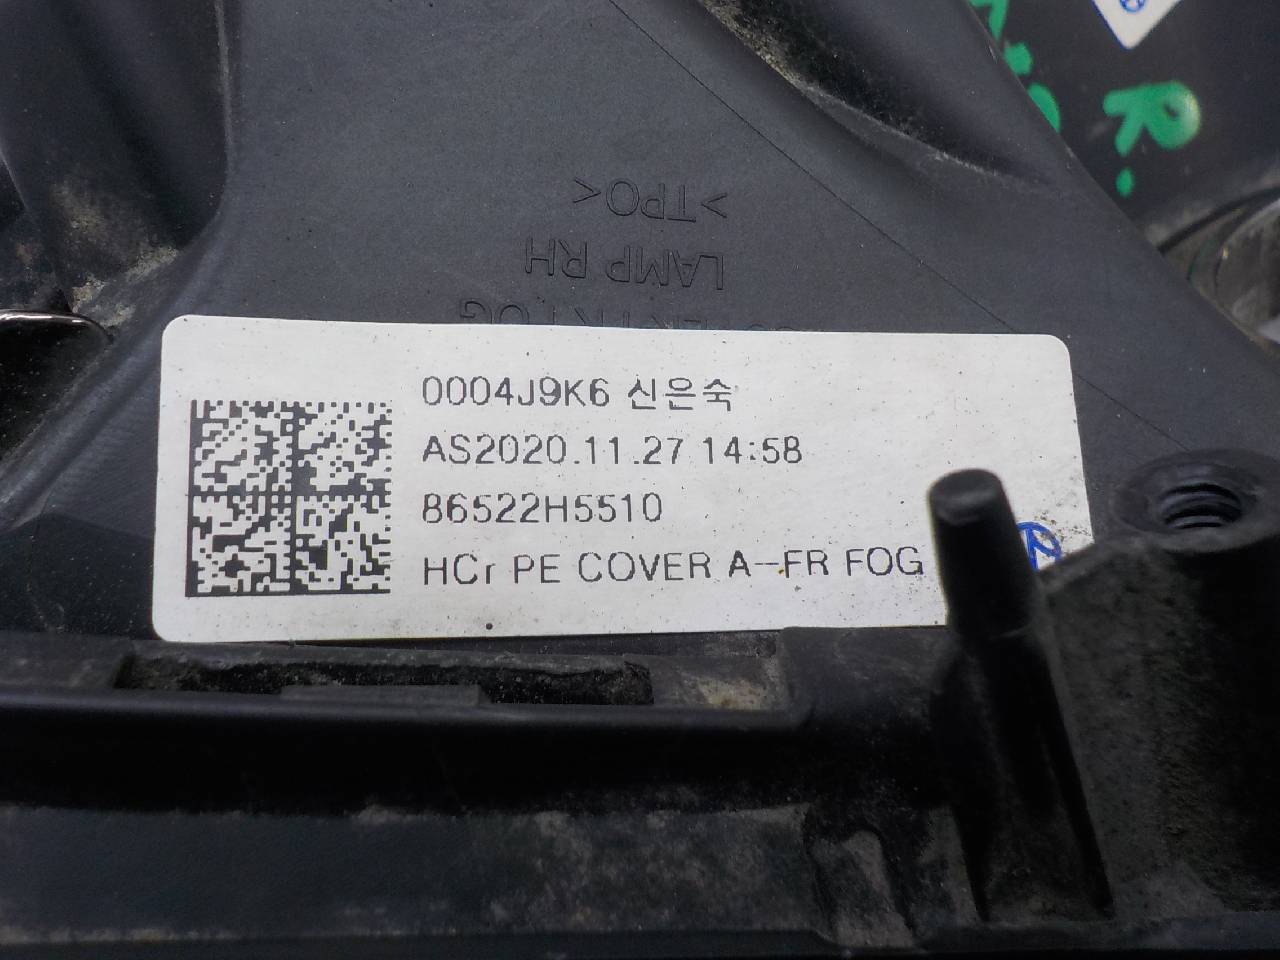 R.
>TPO<
LAMP RH
0004J9K6 신은숙
AS2020.11.27 14:58
86522H5510
HCr PE COVER A-FR FOG